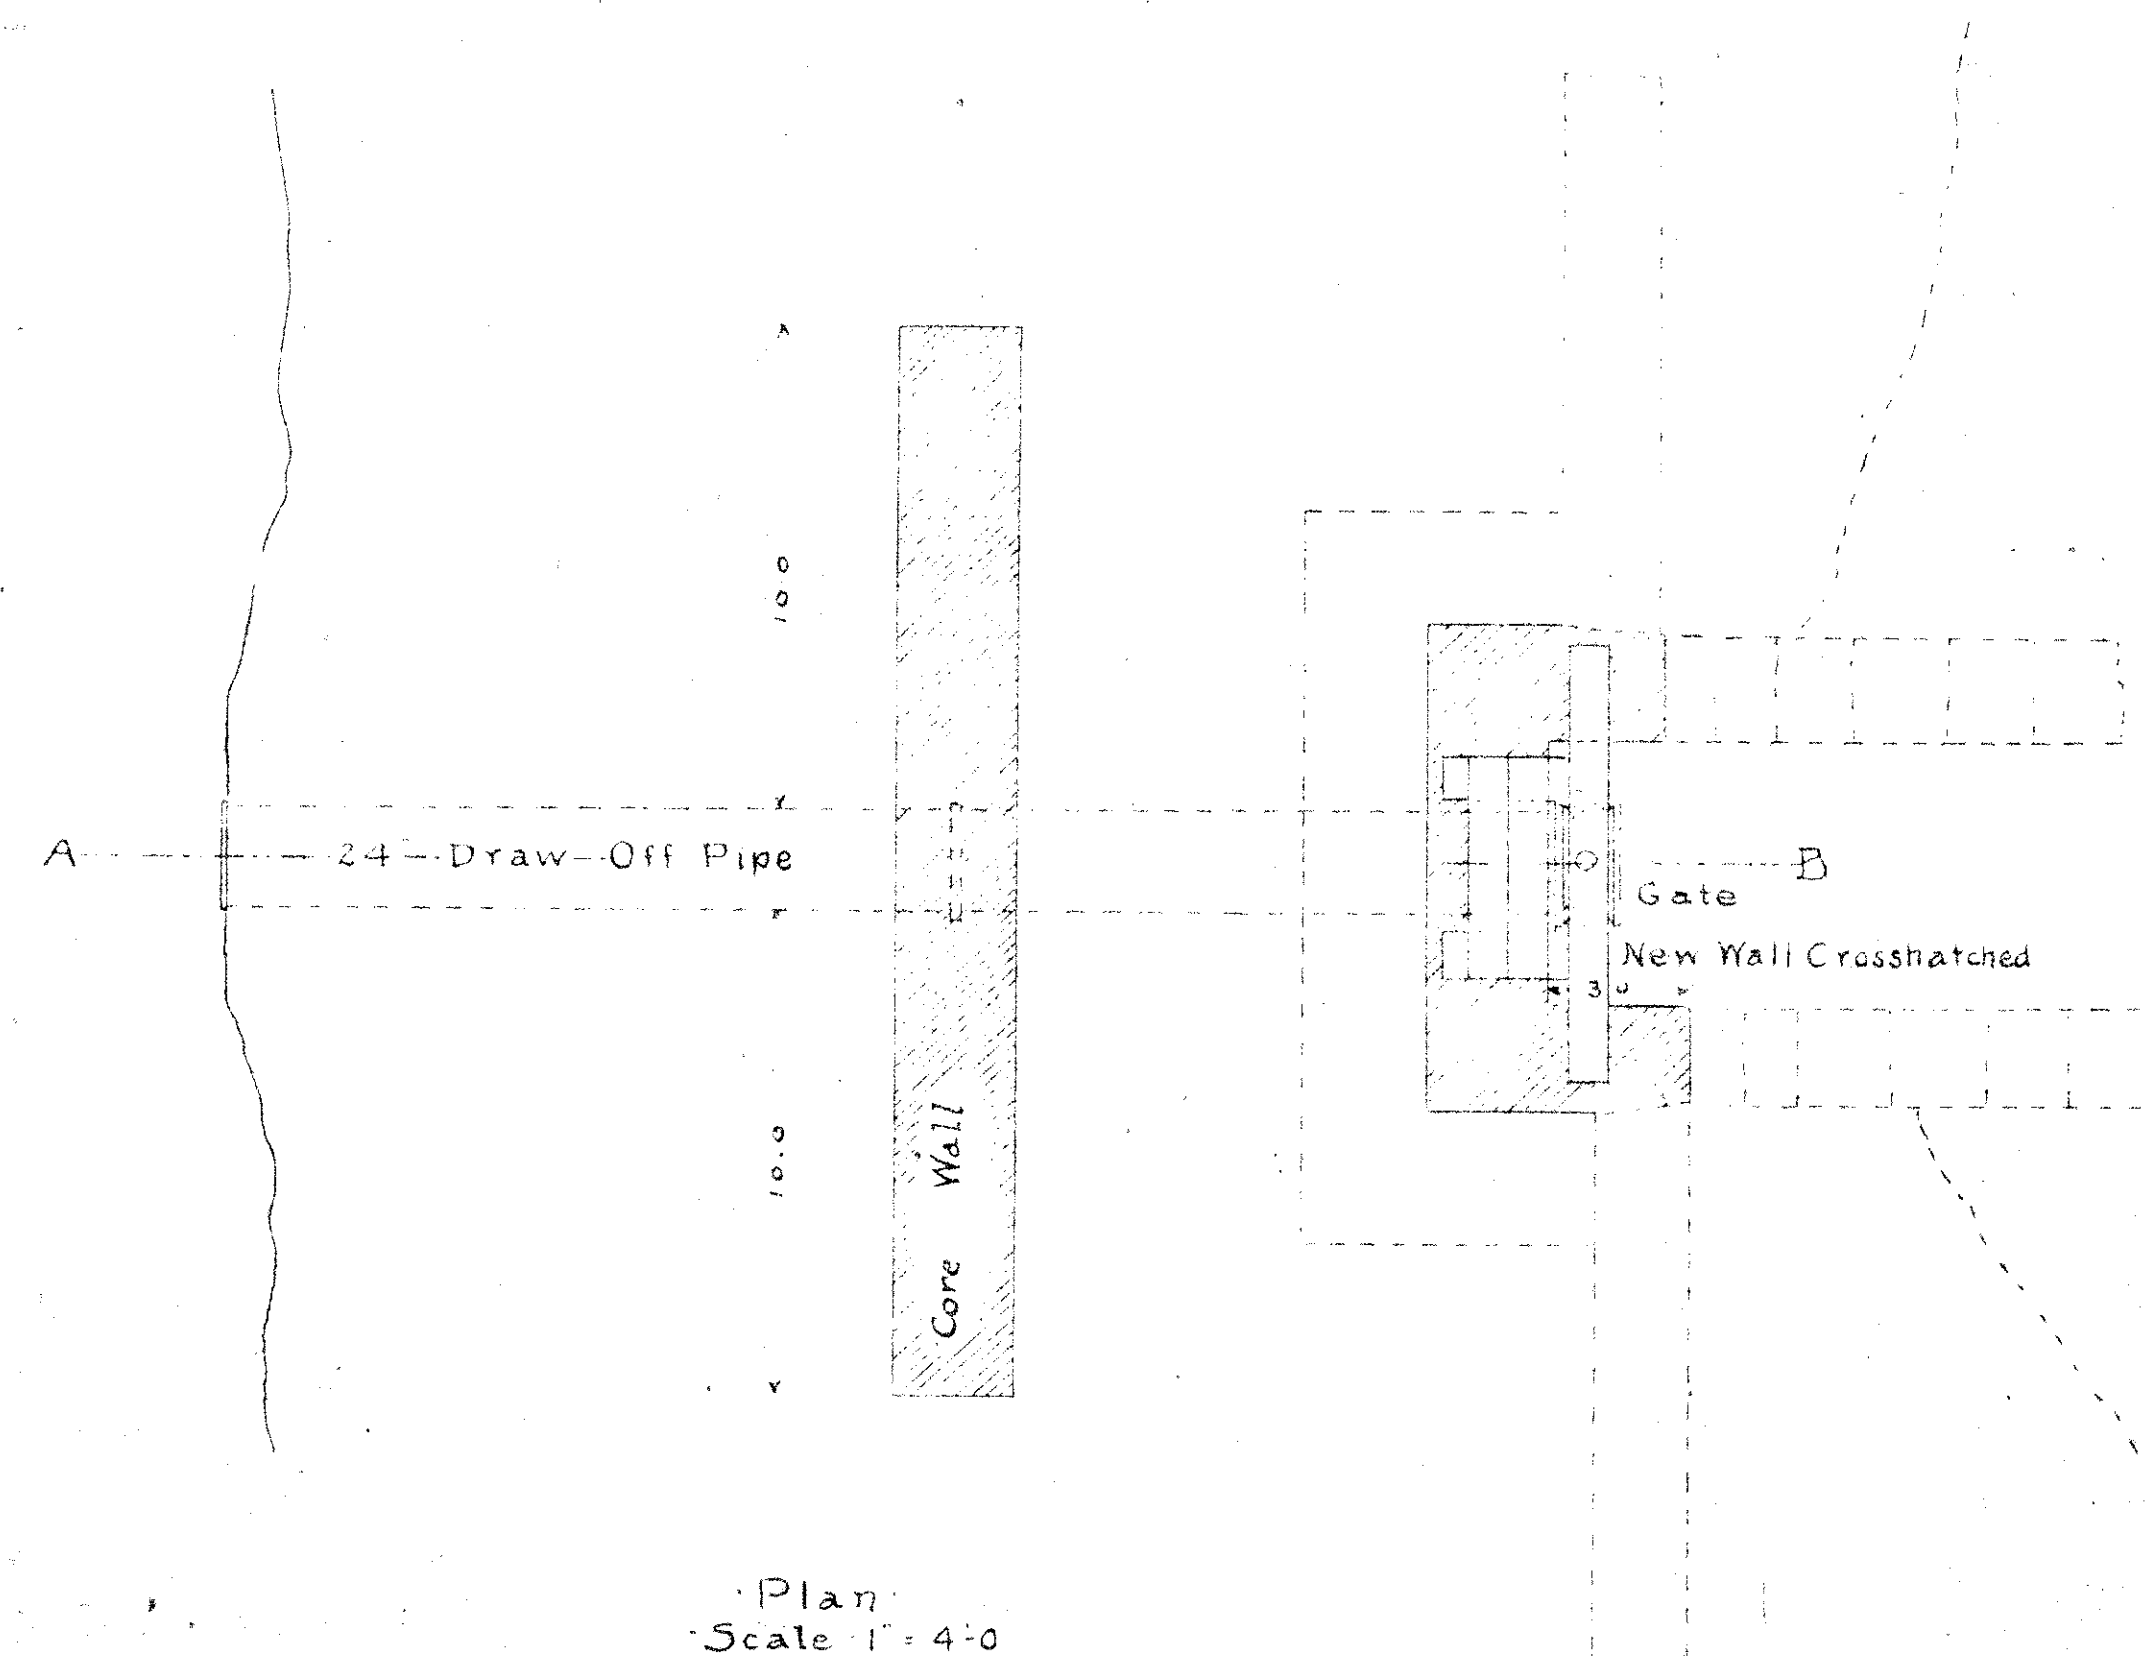 10.0
A
24" Draw-Off Pipe
B
Gate
New Wall Crosshatched
3.0
10.0
Core Wall
Plan
Scale 1" = 4'-0